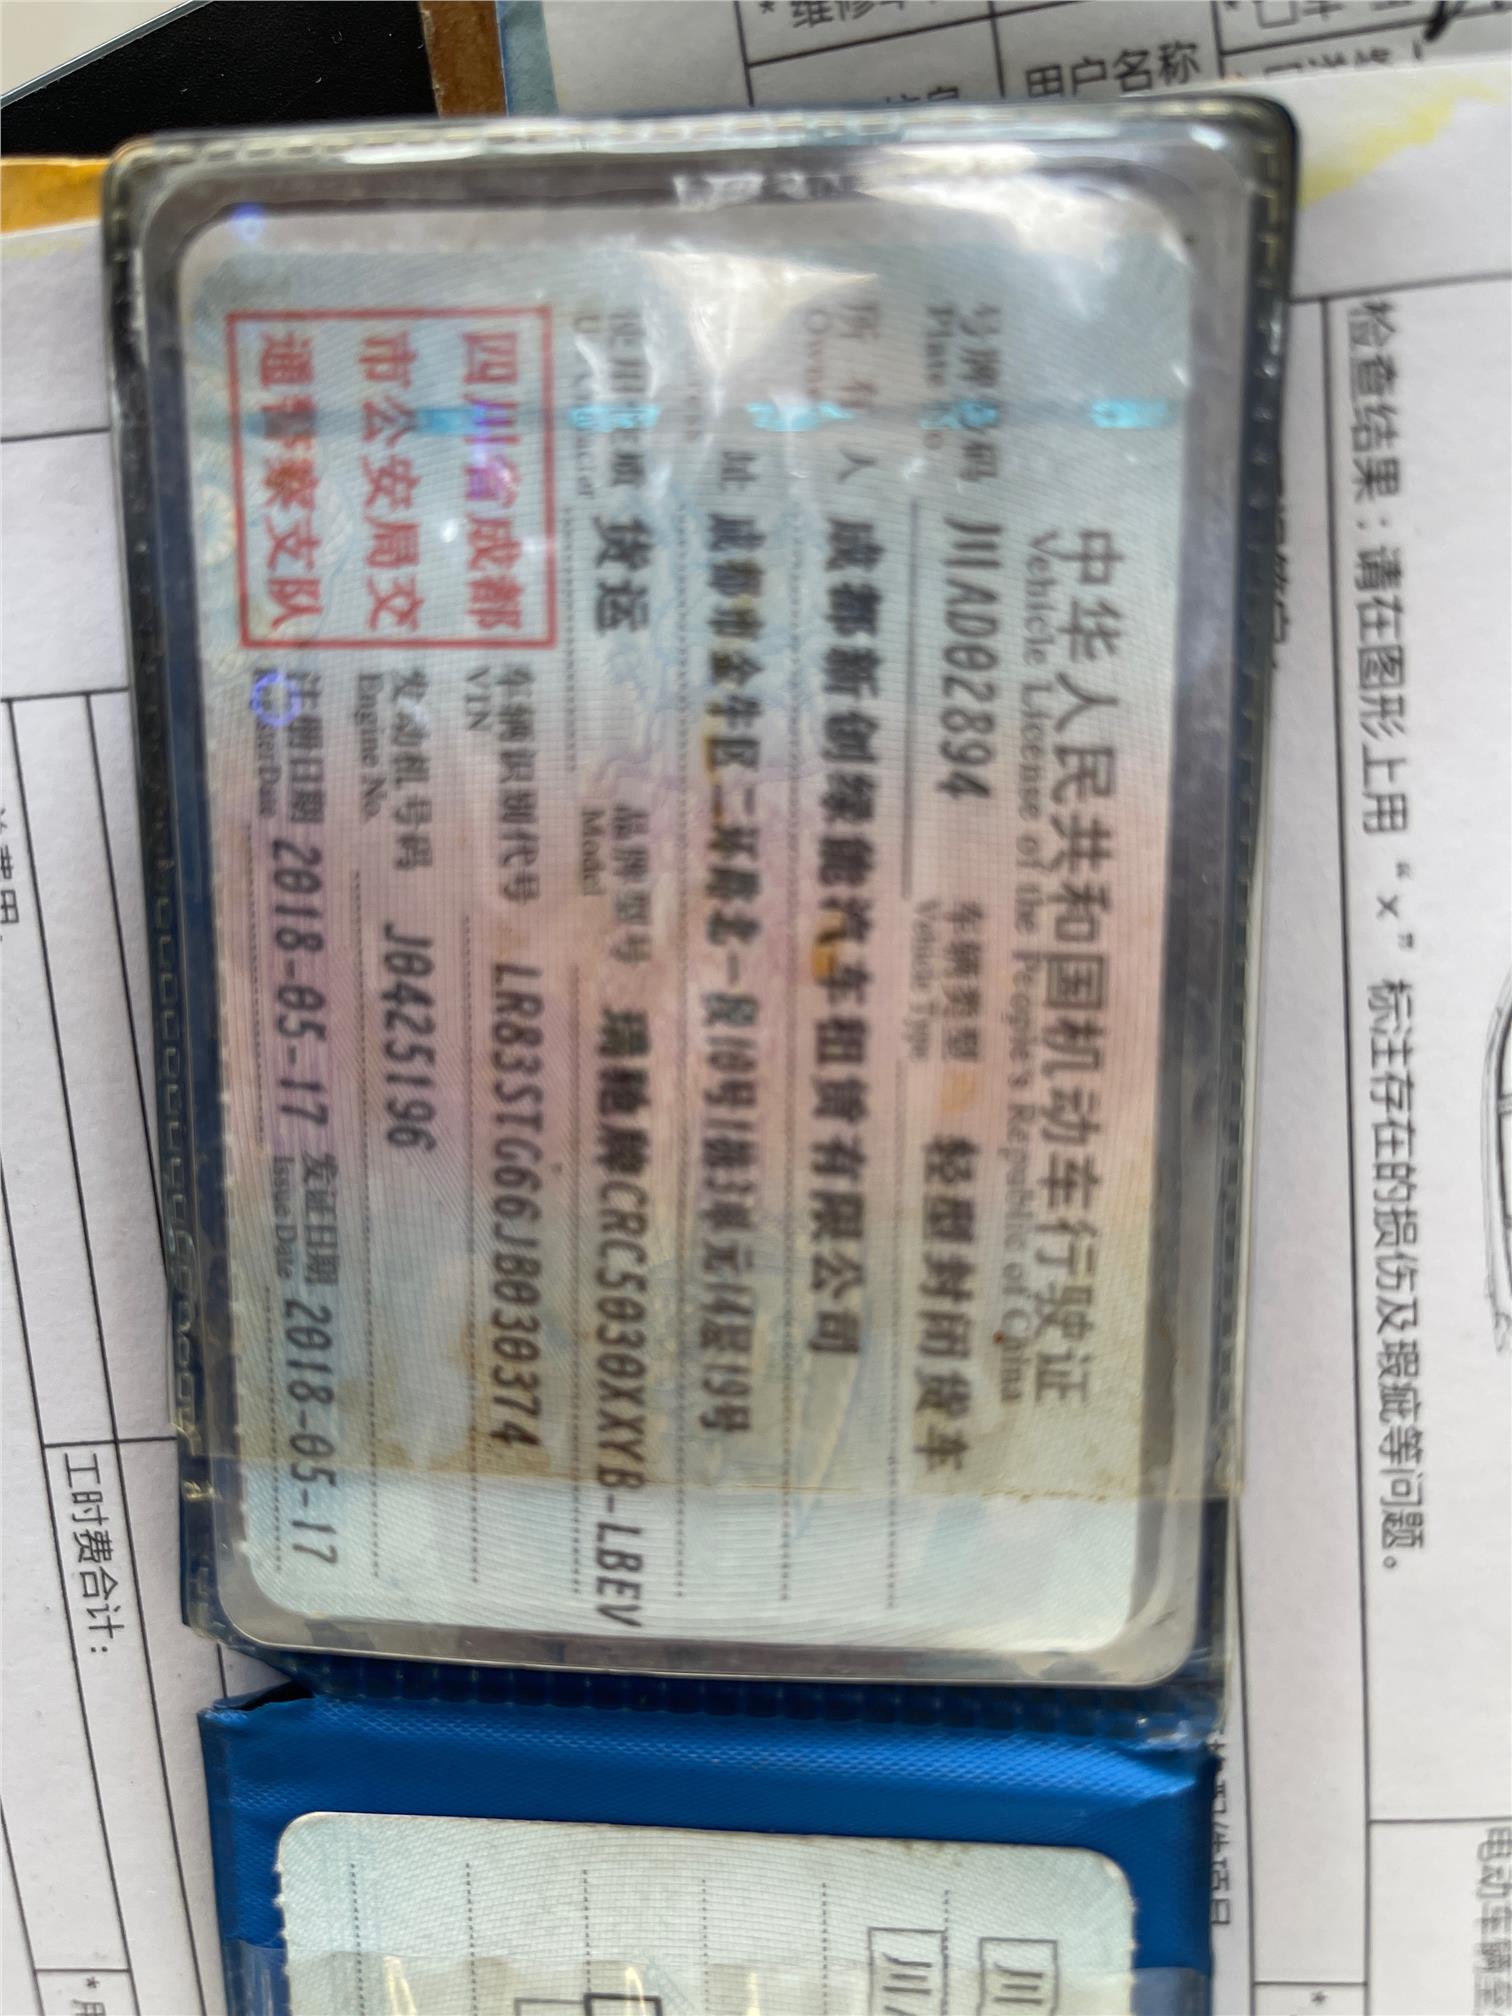 中华人民共和国机动车行驶证
Vehicle License of the People's Republic of China
号牌号码 川AD02894 车辆类型 轻型封闭货车
Plate No Vehicle Type
所有人 成都新创绿能汽车租赁有限公司
Owner
址 成都市金牛区二环路北一段10号1栋3单元14层19号
使用性质 货运 品牌型号 瑞驰牌CRC5030XXYB-LBEV
Model
四川省成都
市公安局交
通警察支队
车辆识别代号 LR83STG66JB030374
VIN
发动机号码 J0425196
Engine No.
注册日期 2018-05-17 发证日期 2018-05-17
Register Date Issue Date
检查结果：请在图形上用“×”标注存在的损伤及瑕疵等问题。
用户名称
工时费合计：
* 用
川
川